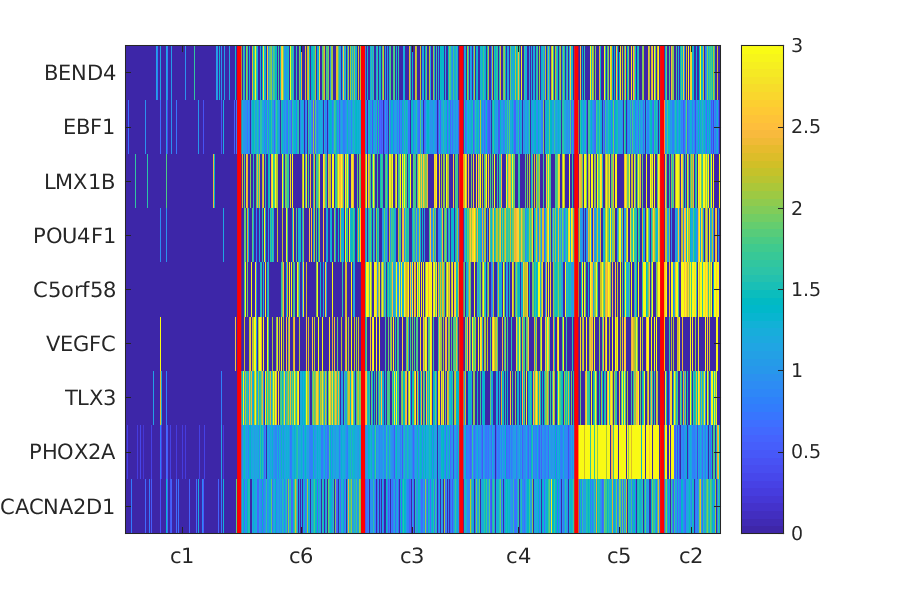 BEND4
EBF1
LMX1B
POU4F1
C5orf58
VEGFC
TLX3
PHOX2A
CACNA2D1
c1 c6 c3 c4 c5 c2
3
2.5
2
1.5
1
0.5
0